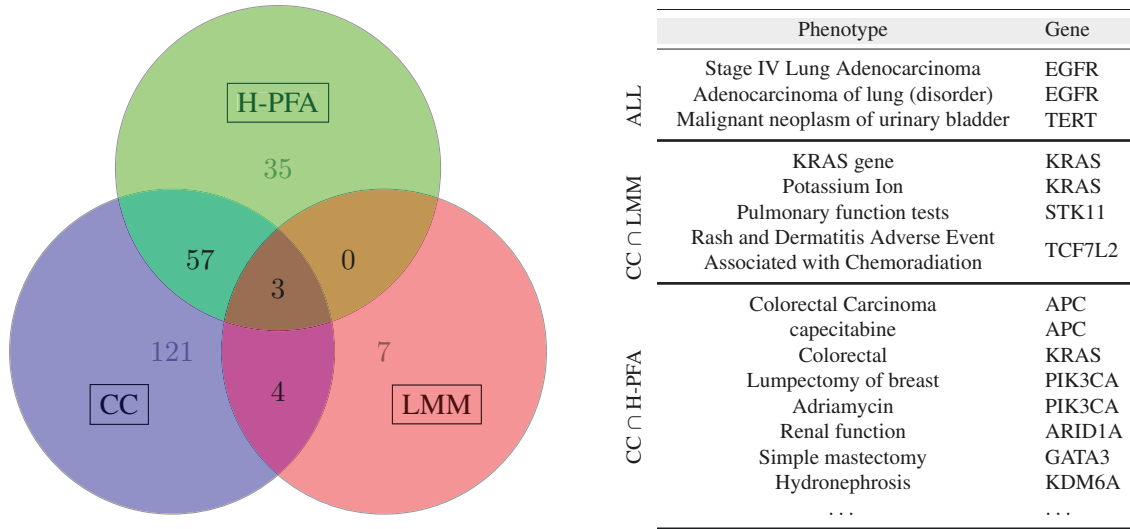 H-PFA
35
57
0
3
121
7
CC
4
LMM
Phenotype Gene
ALL
Stage IV Lung Adenocarcinoma EGFR
Adenocarcinoma of lung (disorder) EGFR
Malignant neoplasm of urinary bladder TERT
CC ∩ LMM
KRAS gene KRAS
Potassium Ion KRAS
Pulmonary function tests STK11
Rash and Dermatitis Adverse Event
Associated with Chemoradiation TCF7L2
CC ∩ H-PFA
Colorectal Carcinoma APC
capecitabine APC
Colorectal KRAS
Lumpectomy of breast PIK3CA
Adriamycin PIK3CA
Renal function ARID1A
Simple mastectomy GATA3
Hydronephrosis KDM6A
. . . . . .